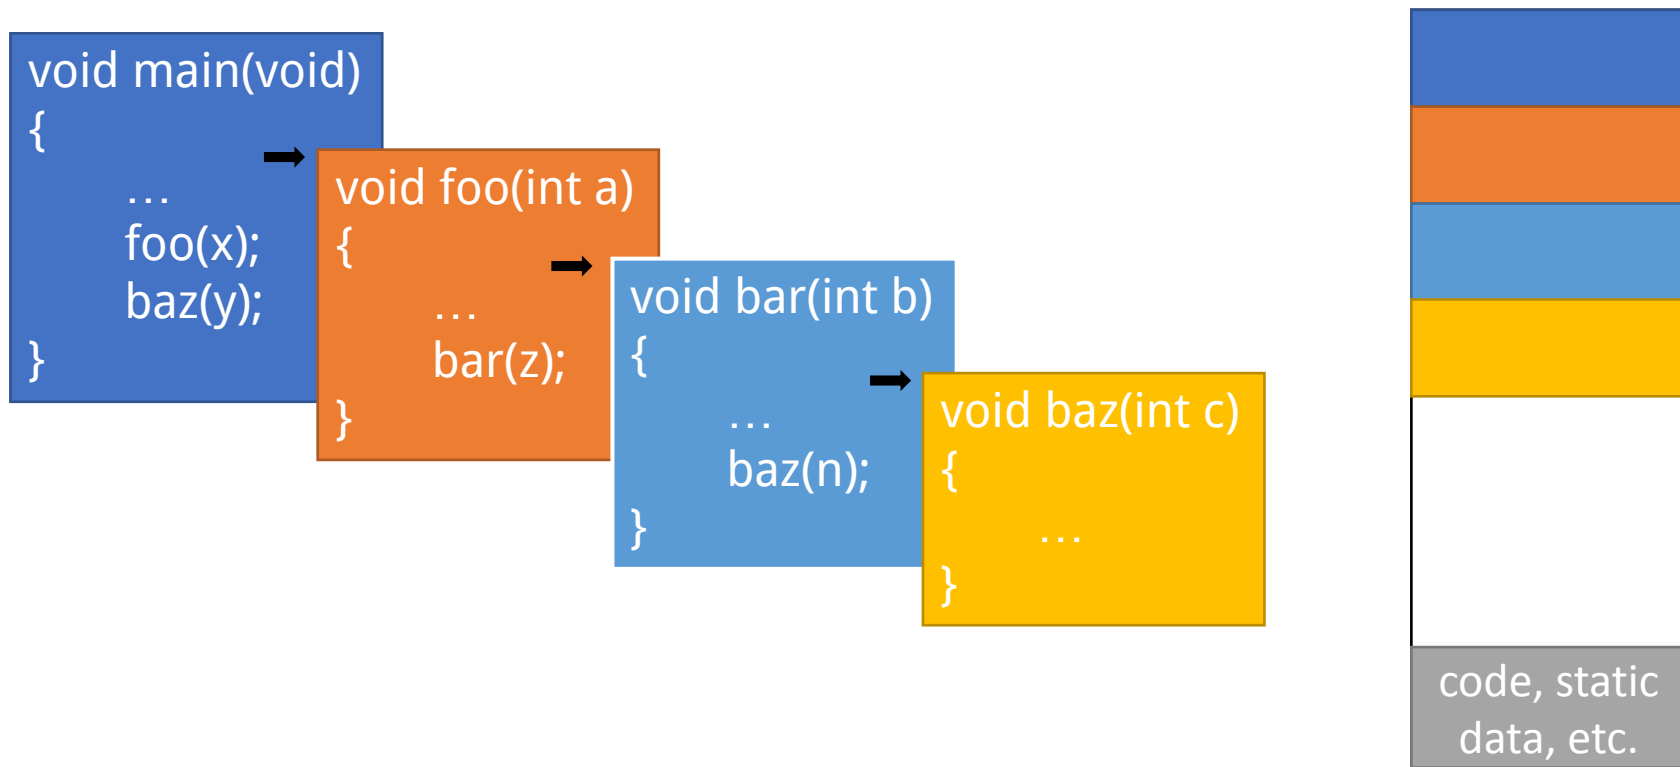 void main(void)
{
…
foo(x);
baz(y);
}
void foo(int a)
{
…
bar(z);
}
void bar(int b)
{
…
baz(n);
}
void baz(int c)
{
…
}
code, static
data, etc.